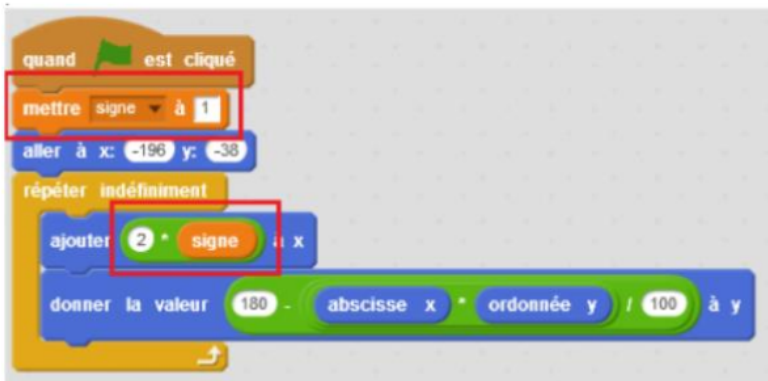 quand est cliqué
mettre signe à 1
aller à x: -196 y: -38
répéter indéfiniment
ajouter 2 * signe à x
donner la valeur 180 - abscisse x * ordonnée y / 100 à y